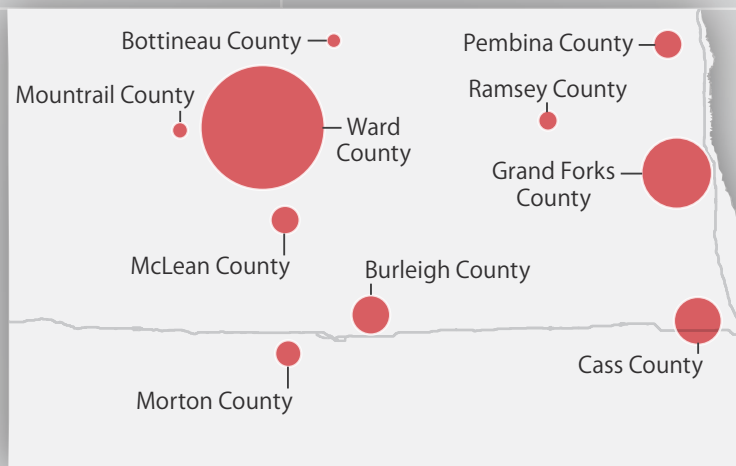 Bottineau County
Pembina County
Mountrail County
Ramsey County
Ward
County
Grand Forks
County
McLean County
Burleigh County
Cass County
Morton County